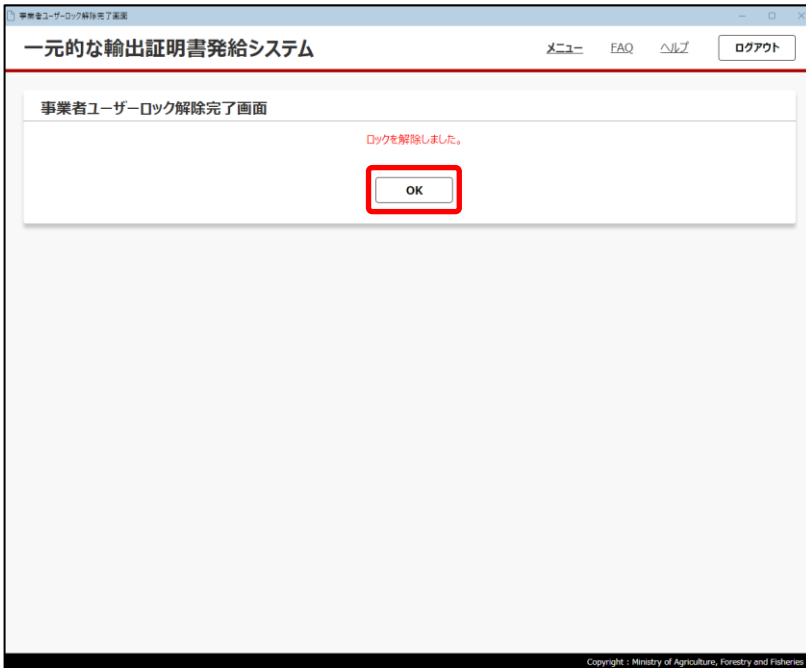 事業者ユーザーロック解除完了画面
一元的な輸出証明書発給システム
メニュー FAQ ヘルプ ログアウト
事業者ユーザーロック解除完了画面
ロックを解除しました。
OK
Copyright : Ministry of Agriculture, Forestry and Fisheries